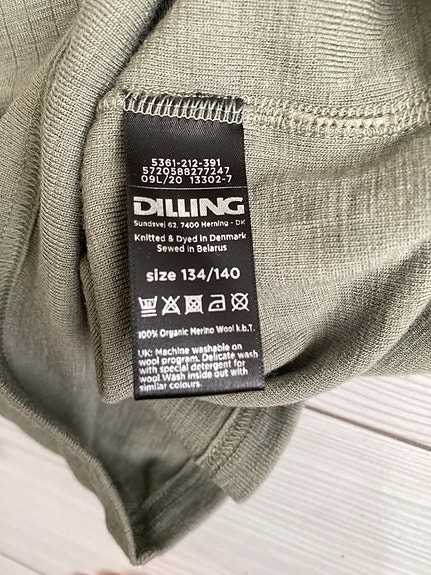 5361-212-391
5720588277247
09L/20 13302-7
DILLING
Sundsvej 62, 7400 Herning - DK
Knitted & Dyed in Denmark
Sewed in Belarus
size 134/140
100% Organic Merino Wool k.b.T.
UK: Machine washable on
wool program. Delicate wash
with special detergent for
wool Wash inside out with
similar colours.